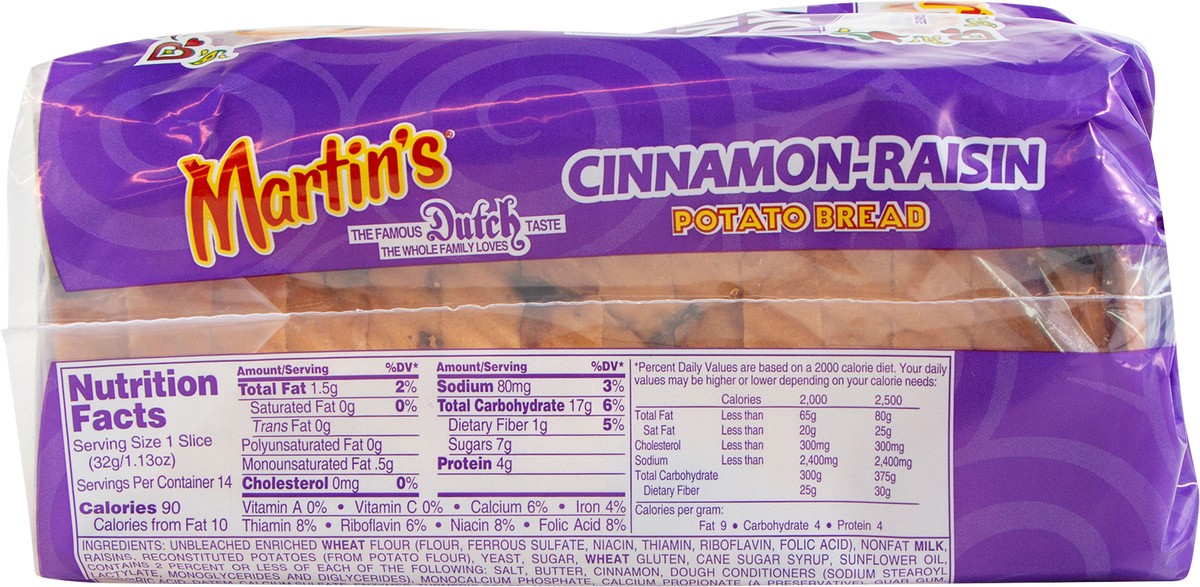 Martin's®
THE FAMOUS Dutch TASTE
THE WHOLE FAMILY LOVES
CINNAMON-RAISIN
POTATO BREAD
Nutrition
Facts
Serving Size 1 Slice
(32g/1.13oz)
Servings Per Container 14
Calories 90
Calories from Fat 10
Amount/Serving %DV*
Total Fat 1.5g 2%
Saturated Fat 0g 0%
Trans Fat 0g
Polyunsaturated Fat 0g
Monounsaturated Fat .5g
Cholesterol 0mg 0%
Amount/Serving %DV*
Sodium 80mg 3%
Total Carbohydrate 17g 6%
Dietary Fiber 1g 5%
Sugars 7g
Protein 4g
Vitamin A 0% • Vitamin C 0% • Calcium 6% • Iron 4%
Thiamin 8% • Riboflavin 6% • Niacin 8% • Folic Acid 8%
*Percent Daily Values are based on a 2000 calorie diet. Your daily
values may be higher or lower depending on your calorie needs:
Calories 2,000 2,500
Total Fat Less than 65g 80g
Sat Fat Less than 20g 25g
Cholesterol Less than 300mg 300mg
Sodium Less than 2,400mg 2,400mg
Total Carbohydrate 300g 375g
Dietary Fiber 25g 30g
Calories per gram:
Fat 9 • Carbohydrate 4 • Protein 4
INGREDIENTS: UNBLEACHED ENRICHED WHEAT FLOUR (FLOUR, FERROUS SULFATE, NIACIN, THIAMIN, RIBOFLAVIN, FOLIC ACID), NONFAT MILK,
RAISINS, RECONSTITUTED POTATOES (FROM POTATO FLOUR), YEAST, SUGAR, WHEAT GLUTEN, CANE SUGAR SYRUP, SUNFLOWER OIL,
CONTAINS 2 PERCENT OR LESS OF EACH OF THE FOLLOWING: SALT, BUTTER, CINNAMON, DOUGH CONDITIONERS (SODIUM STEAROYL
LACTYLATE, MONOGLYCERIDES AND DIGLYCERIDES), MONOCALCIUM PHOSPHATE, CALCIUM PROPIONATE (A PRESERVATIVE), GUAR GUM,